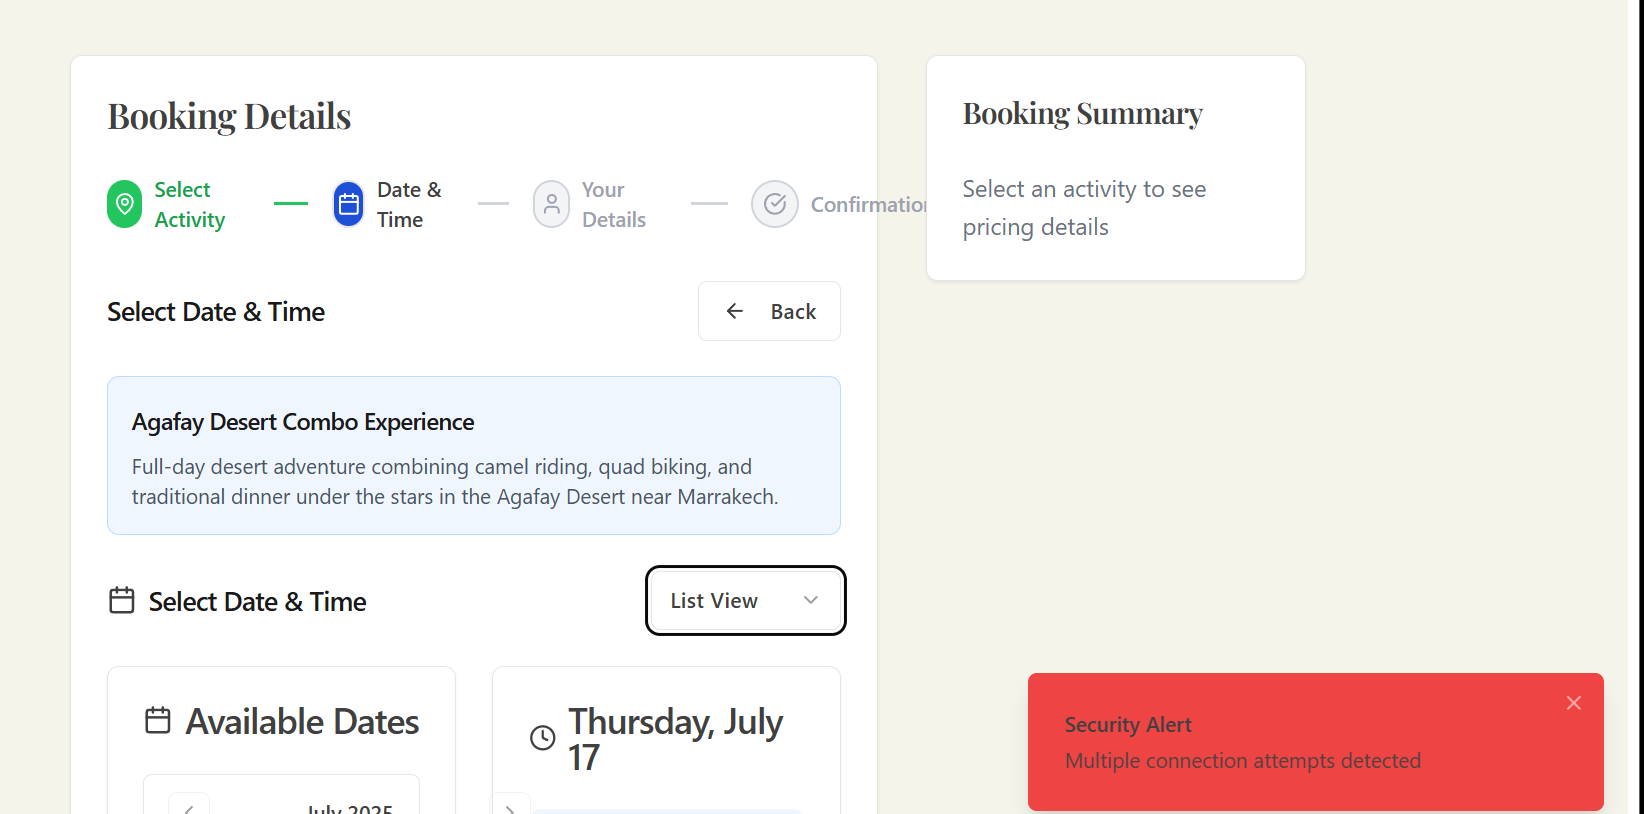 Booking Details
Select
Activity
Date &
Time
Your
Details
Confirmation
Select Date & Time
Back
Agafay Desert Combo Experience
Full-day desert adventure combining camel riding, quad biking, and
traditional dinner under the stars in the Agafay Desert near Marrakech.
Select Date & Time
List View
Available Dates
July 2025
Thursday, July
17
Booking Summary
Select an activity to see
pricing details
Security Alert
Multiple connection attempts detected